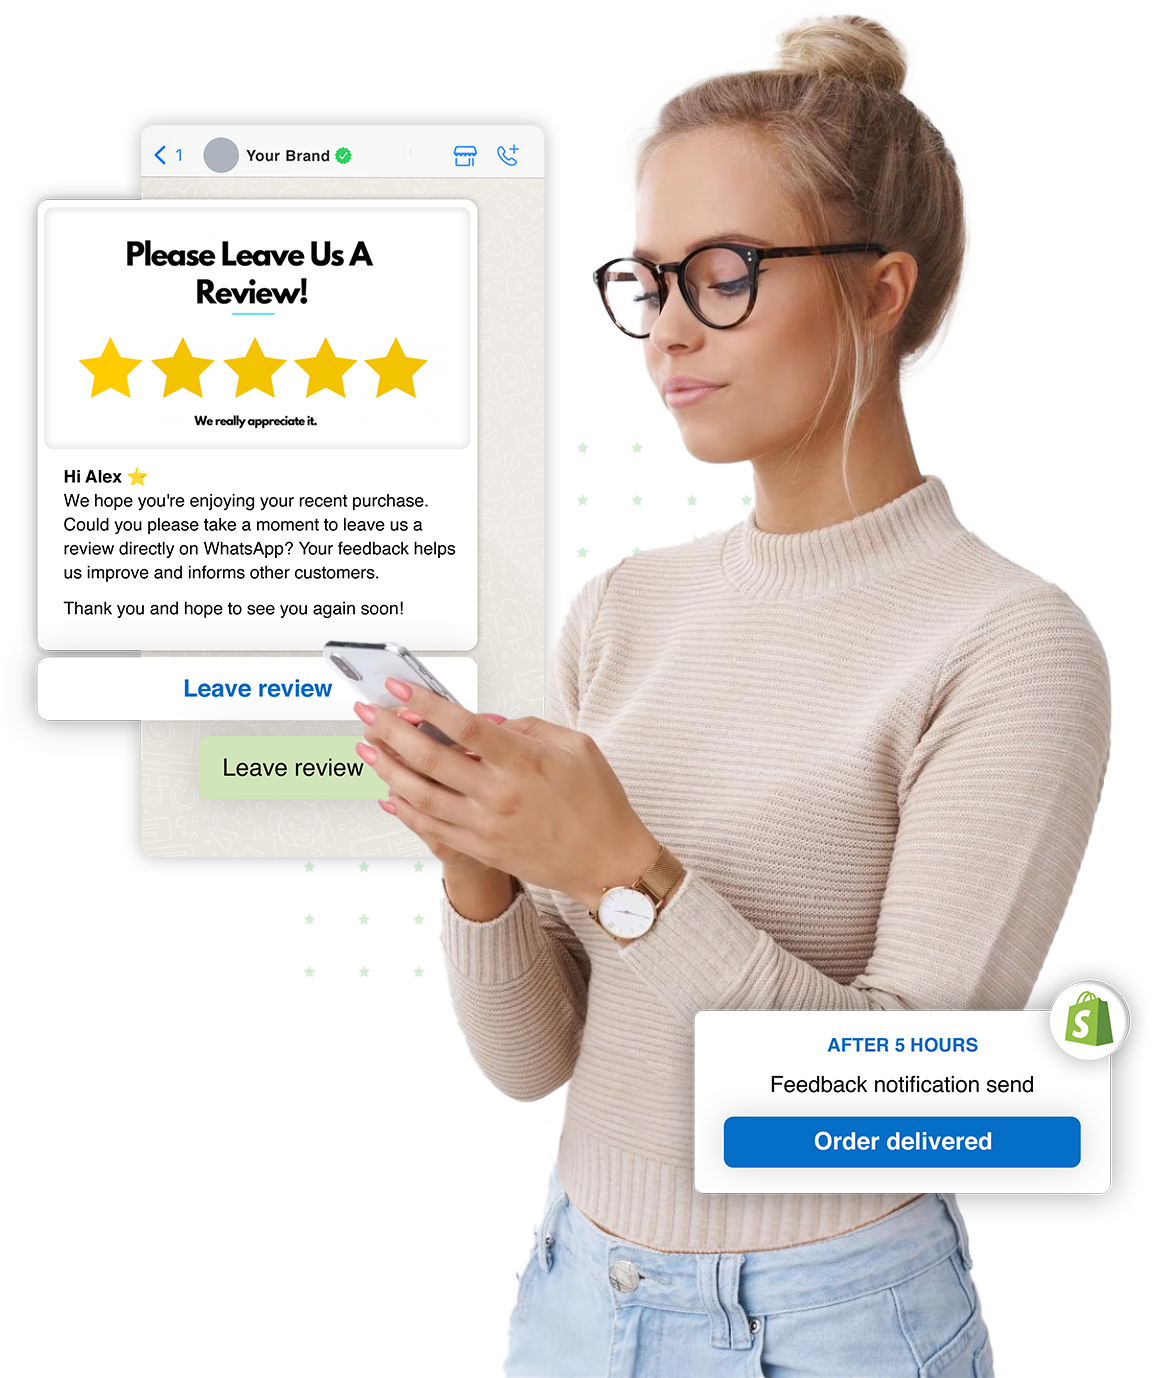 1
Your Brand
Please Leave Us A
Review!
We really appreciate it.
Hi Alex ⭐
We hope you're enjoying your recent purchase.
Could you please take a moment to leave us a
review directly on WhatsApp? Your feedback helps
us improve and informs other customers.
Thank you and hope to see you again soon!
Leave review
Leave review
S
AFTER 5 HOURS
Feedback notification send
Order delivered